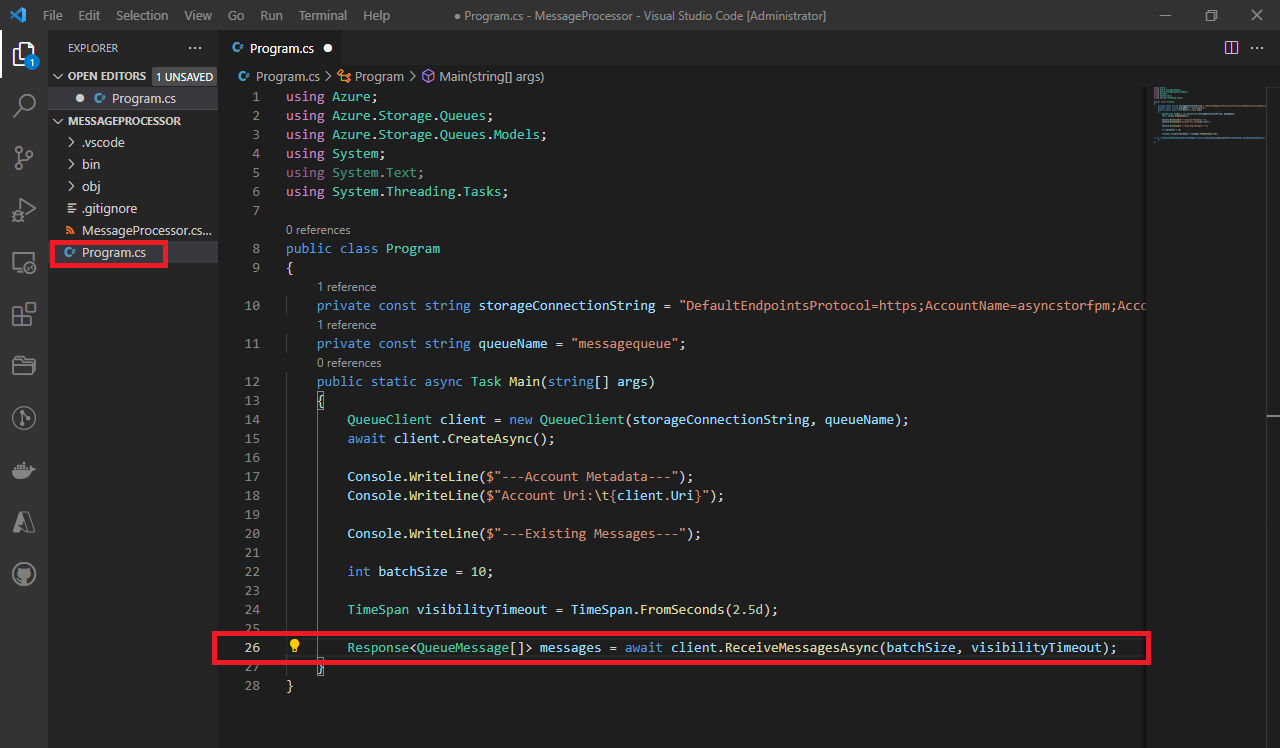 File Edit Selection View Go Run Terminal Help
● Program.cs - MessageProcessor - Visual Studio Code [Administrator]
EXPLORER
OPEN EDITORS 1 UNSAVED
Program.cs
MESSAGEPROCESSOR
.vscode
bin
obj
.gitignore
MessageProcessor.cs...
Program.cs
1
Program.cs
Program.cs > Program > Main(string[] args)
1 using Azure;
2 using Azure.Storage.Queues;
3 using Azure.Storage.Queues.Models;
4 using System;
5 using System.Text;
6 using System.Threading.Tasks;
7
0 references
8 public class Program
9 {
1 reference
10 private const string storageConnectionString = "DefaultEndpointsProtocol=https;AccountName=asyncstorfpm;Acco
1 reference
11 private const string queueName = "messagequeue";
0 references
12 public static async Task Main(string[] args)
13 {
14 QueueClient client = new QueueClient(storageConnectionString, queueName);
15 await client.CreateAsync();
16
17 Console.WriteLine($"---Account Metadata---");
18 Console.WriteLine($"Account Uri:\t{client.Uri}");
19
20 Console.WriteLine($"---Existing Messages---");
21
22 int batchSize = 10;
23
24 TimeSpan visibilityTimeout = TimeSpan.FromSeconds(2.5d);
25
26 Response<QueueMessage[]> messages = await client.ReceiveMessagesAsync(batchSize, visibilityTimeout);
27 }
28 }